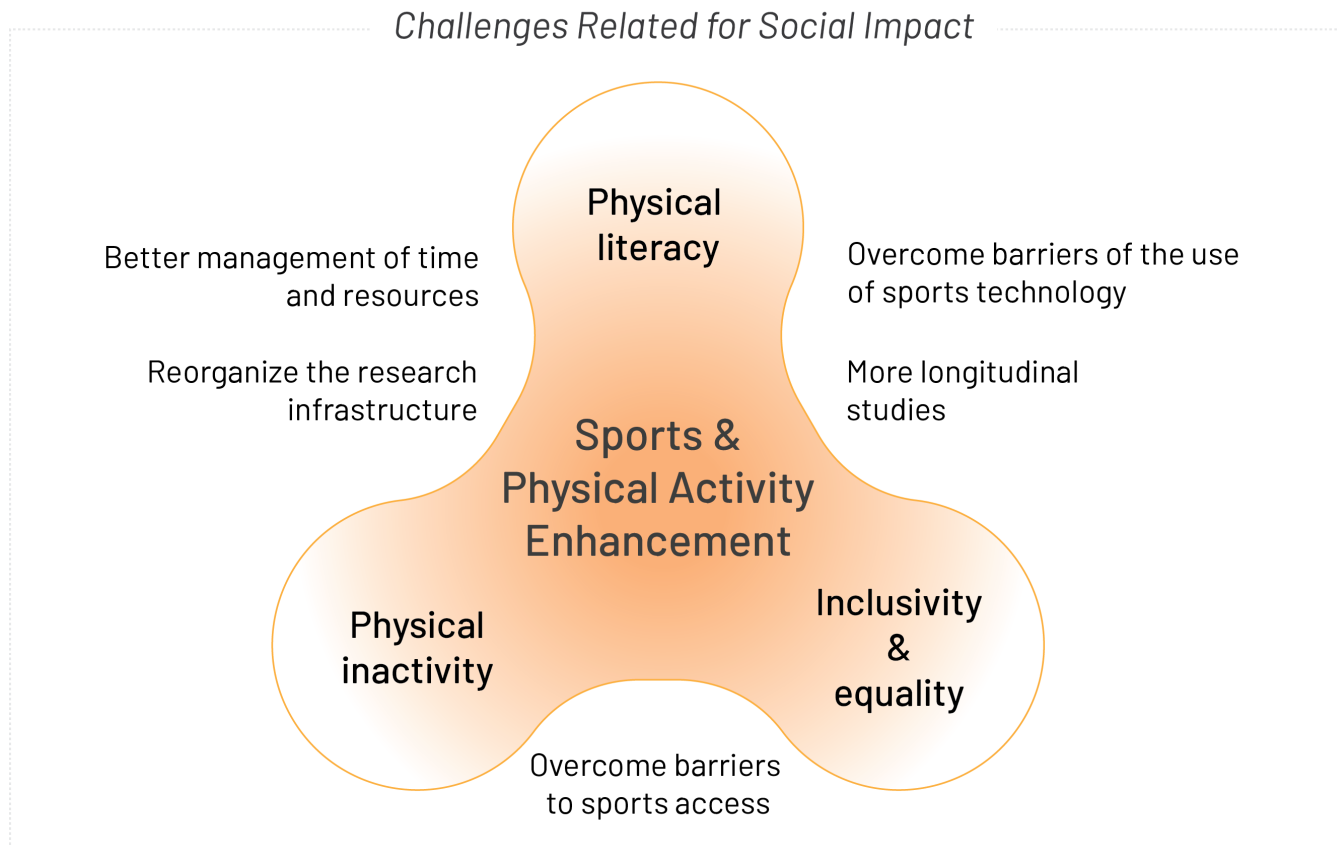 Challenges Related for Social Impact
Physical
literacy
Better management of time
and resources
Reorganize the research
infrastructure
Overcome barriers of the use
of sports technology
More longitudinal
studies
Sports &
Physical Activity
Enhancement
Physical
inactivity
Inclusivity
&
equality
Overcome barriers
to sports access